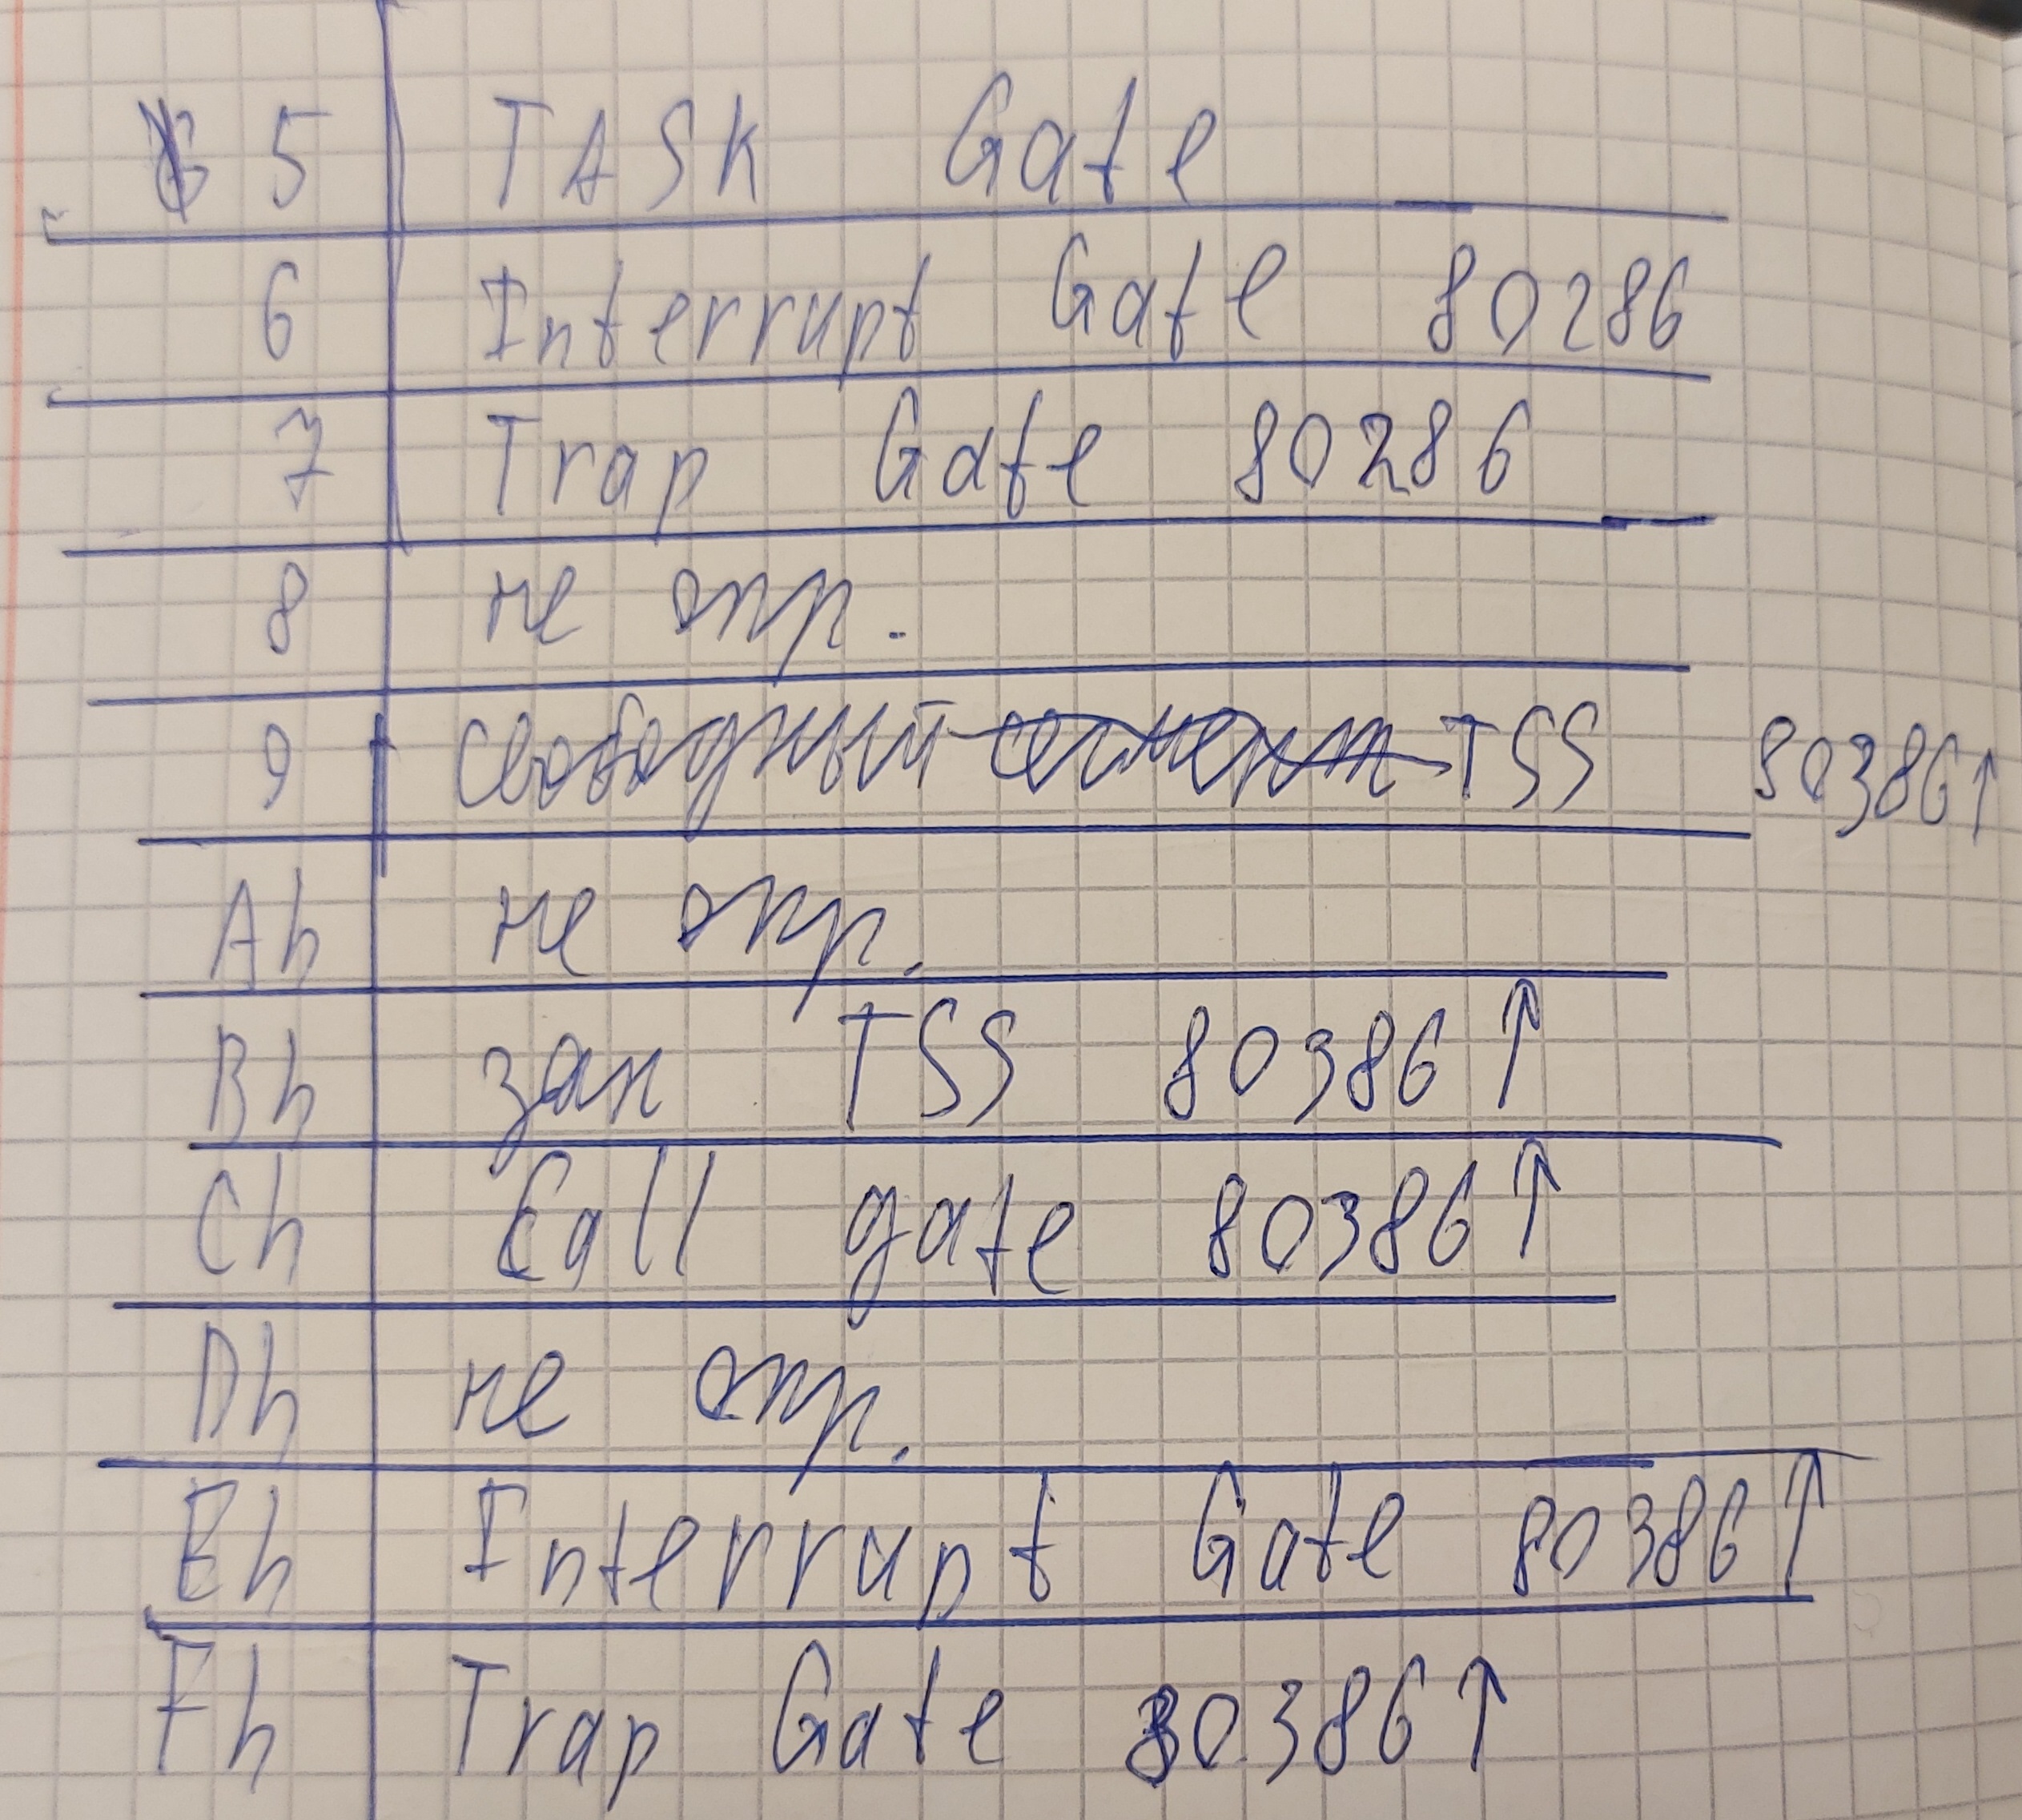 5 TASK Gate
6 Interrupt Gate 80286
7 Trap Gate 80286
8 не опр.
9 свободный сегмент TSS 80386↑
Ah не опр.
Bh зан TSS 80386↑
Ch Call gate 80386↑
Dh не опр.
Eh Interrupt Gate 80386↑
Fh Trap Gate 80386↑